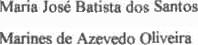 Maria José Batista dos Santos
Marines de Azevedo Oliveira